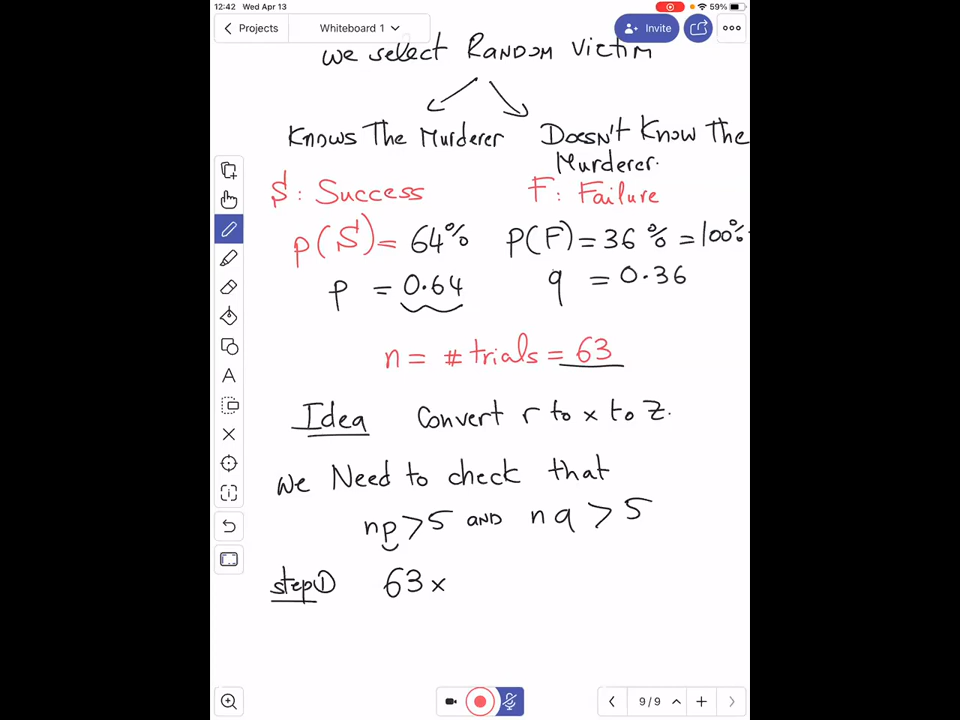 12:42 Wed Apr 13
59%
Projects
Whiteboard 1
Invite
We select Random Victim
Knows The Murderer
Doesn't Know The Murderer.
S: Success
F: Failure
p(S) = 64%
P(F) = 36% = 100%
p = 0.64
q = 0.36
n = # trials = 63
Idea Convert r to x to z.
We Need to check that
np > 5 AND nq > 5
step① 63 x
A
9/9